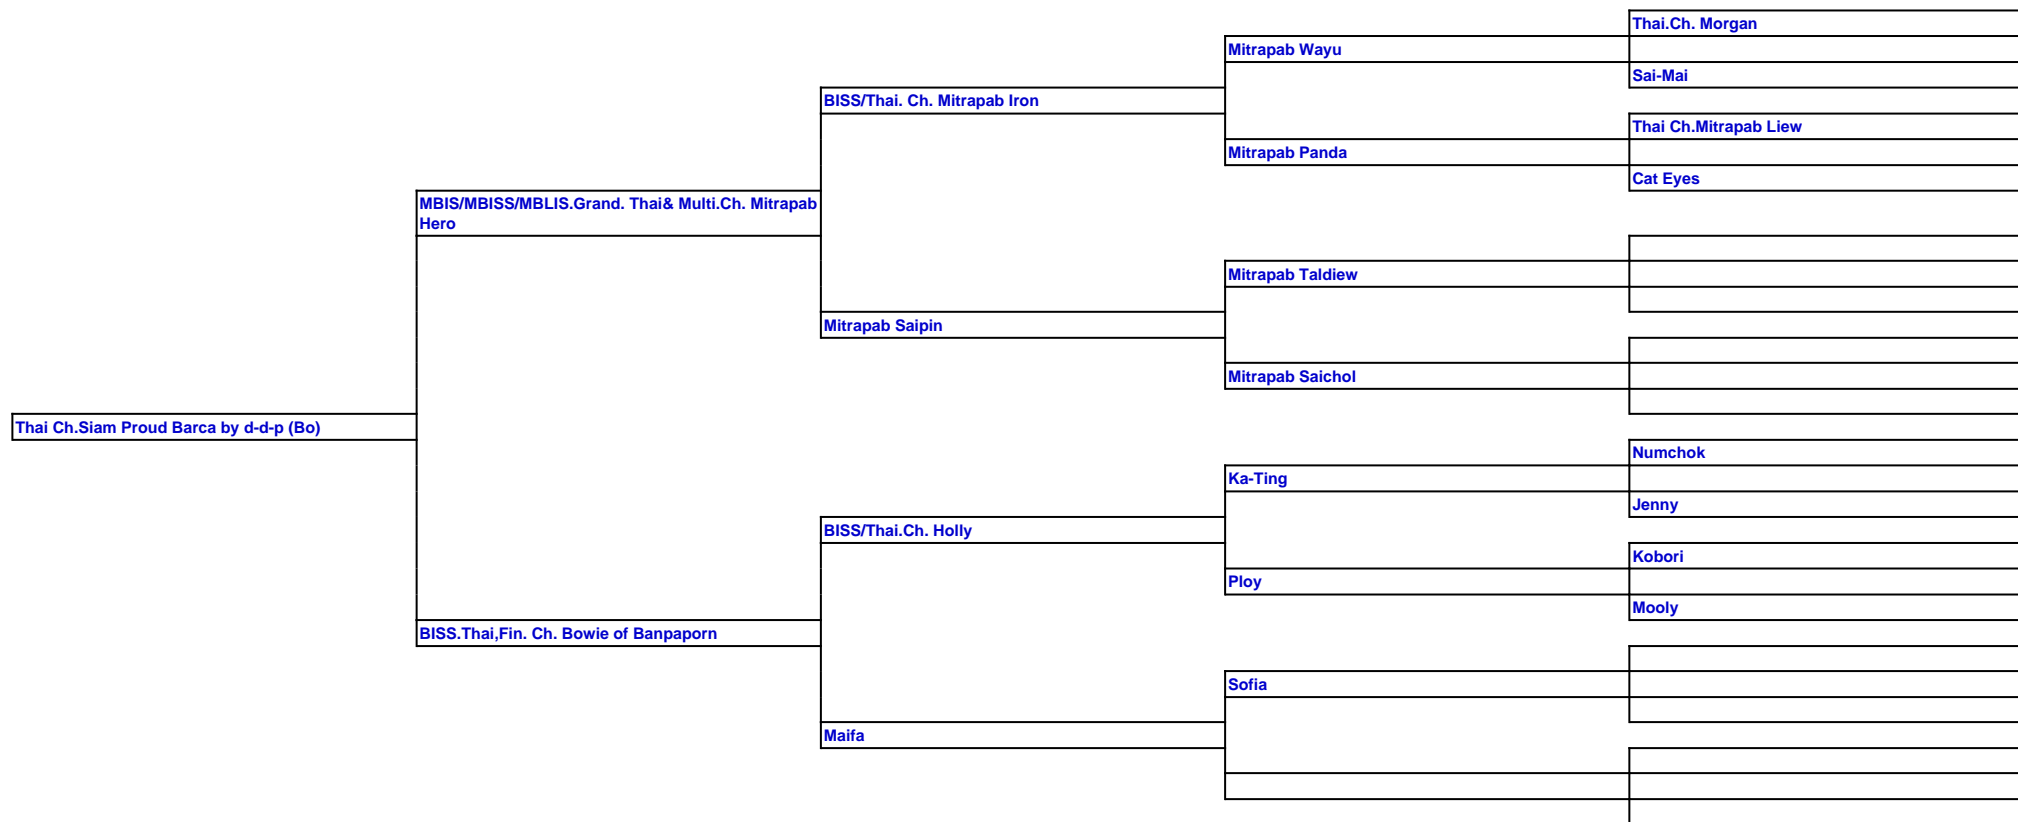 Thai.Ch. Morgan
Mitrapab Wayu
Sai-Mai
BISS/Thai. Ch. Mitrapab Iron
Thai Ch.Mitrapab Liew
Mitrapab Panda
Cat Eyes
MBIS/MBISS/MBLIS.Grand. Thai& Multi.Ch. Mitrapab
Hero
Mitrapab Taldiew
Mitrapab Saipin
Mitrapab Saichol
Thai Ch.Siam Proud Barca by d-d-p (Bo)
Numchok
Ka-Ting
Jenny
BISS/Thai.Ch. Holly
Kobori
Ploy
Mooly
BISS.Thai,Fin. Ch. Bowie of Banpaporn
Sofia
Maifa